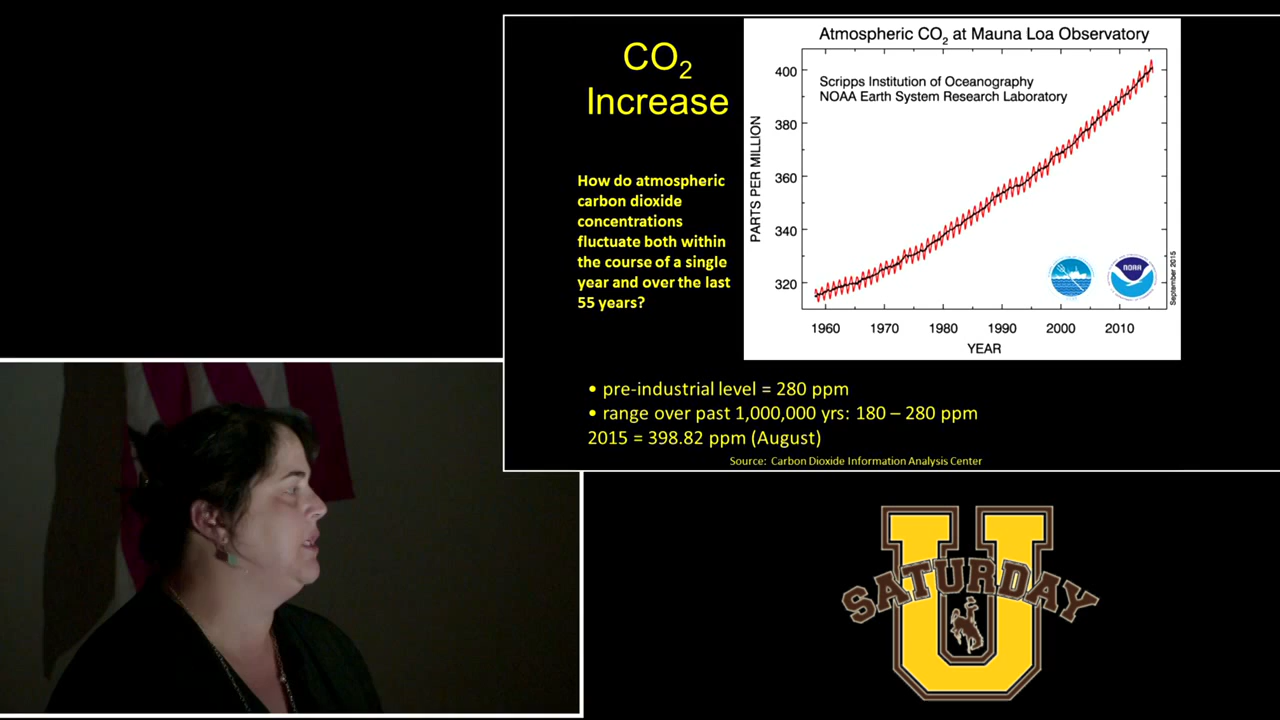 CO2
Increase
How do atmospheric
carbon dioxide
concentrations
fluctuate both within
the course of a single
year and over the last
55 years?
Atmospheric CO2 at Mauna Loa Observatory
Scripps Institution of Oceanography
NOAA Earth System Research Laboratory
PARTS PER MILLION
400
380
360
340
320
1960 1970 1980 1990 2000 2010
YEAR
NOAA
September 2015
• pre-industrial level = 280 ppm
• range over past 1,000,000 yrs: 180 – 280 ppm
2015 = 398.82 ppm (August)
Source: Carbon Dioxide Information Analysis Center
U
SATURDAY